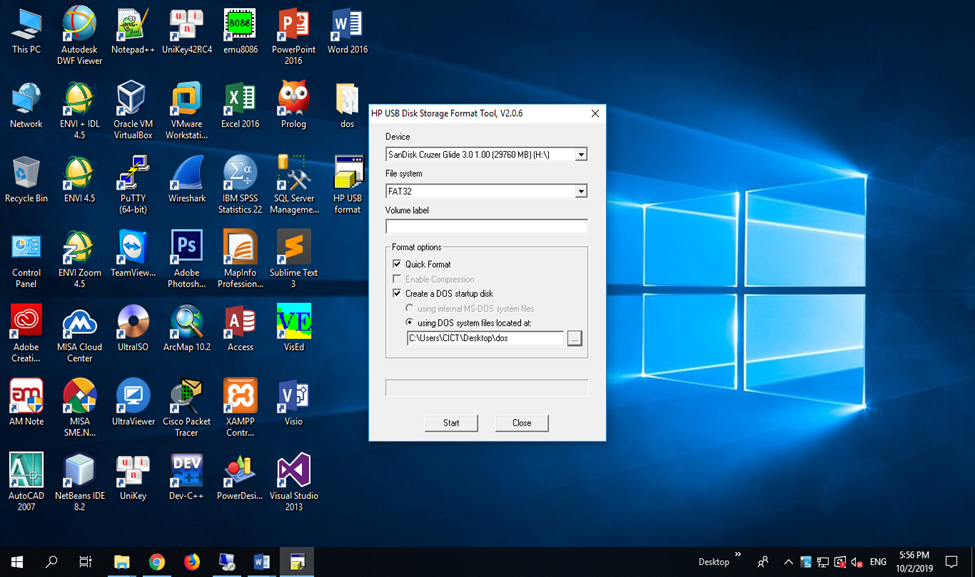 This PC
Autodesk
DWF Viewer
Notepad++
UniKey42RC4
emu8086
PowerPoint
2016
Word 2016
Network
ENVI + IDL
4.5
Oracle VM
VirtualBox
VMware
Workstati...
Excel 2016
Prolog
dos
Recycle Bin
ENVI 4.5
PuTTY
(64-bit)
Wireshark
IBM SPSS
Statistics 22
SQL Server
Manageme...
HP USB
format
Control
Panel
ENVI Zoom
4.5
TeamView...
Adobe
Photosh...
MapInfo
Profession...
Sublime Text
3
Adobe
Creati...
MISA Cloud
Center
UltraISO
ArcMap 10.2
Access
VisEd
AM Note
MISA
SME.N...
UltraViewer
Cisco Packet
Tracer
XAMPP
Contr...
Visio
AutoCAD
2007
NetBeans IDE
8.2
UniKey
Dev-C++
PowerDesi...
Visual Studio
2013
HP USB Disk Storage Format Tool, V2.0.6
Device
SanDisk Cruzer Glide 3.0 1.00 (29760 MB) (H:\)
File system
FAT32
Volume label
Format options
Quick Format
Enable Compression
Create a DOS startup disk
using internal MS-DOS system files
using DOS system files located at:
C:\Users\CICT\Desktop\dos
...
Start
Close
Desktop
ENG
5:56 PM
10/2/2019